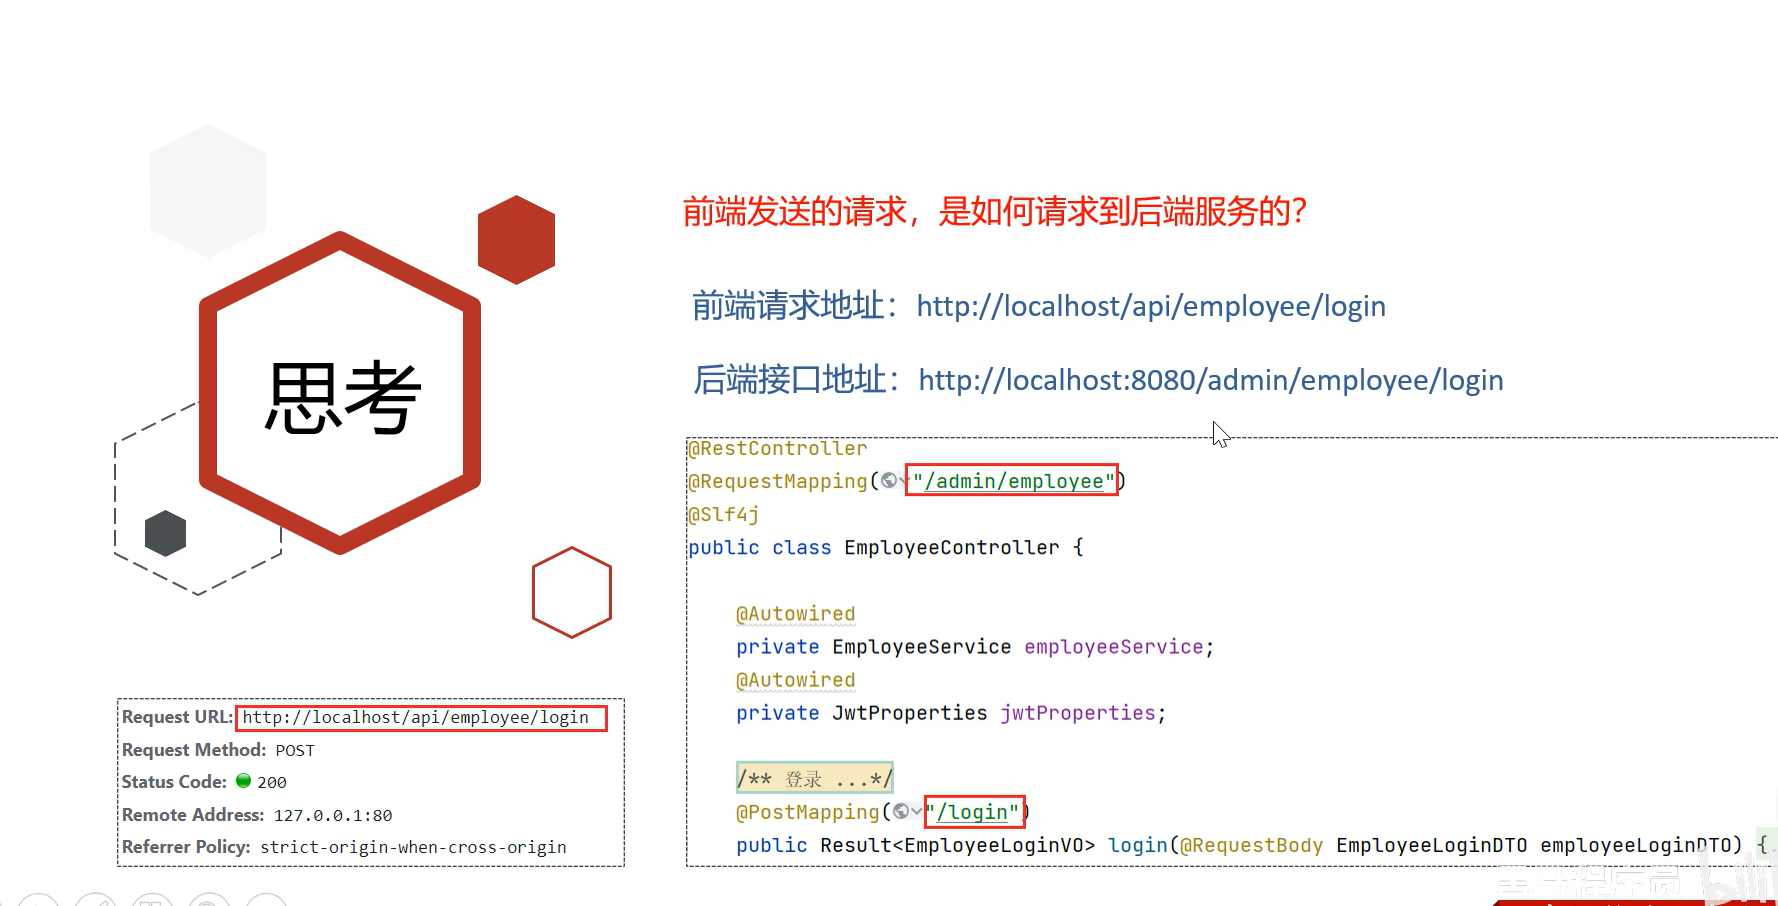 思考
前端发送的请求，是如何请求到后端服务的？
前端请求地址：http://localhost/api/employee/login
后端接口地址：http://localhost:8080/admin/employee/login
@RestController
@RequestMapping("/admin/employee")
@Slf4j
public class EmployeeController {
@Autowired
private EmployeeService employeeService;
@Autowired
private JwtProperties jwtProperties;
/** 登录 ...*/
@PostMapping("/login")
public Result<EmployeeLoginVO> login(@RequestBody EmployeeLoginDTO employeeLoginDTO) {
Request URL: http://localhost/api/employee/login
Request Method: POST
Status Code: 200
Remote Address: 127.0.0.1:80
Referrer Policy: strict-origin-when-cross-origin